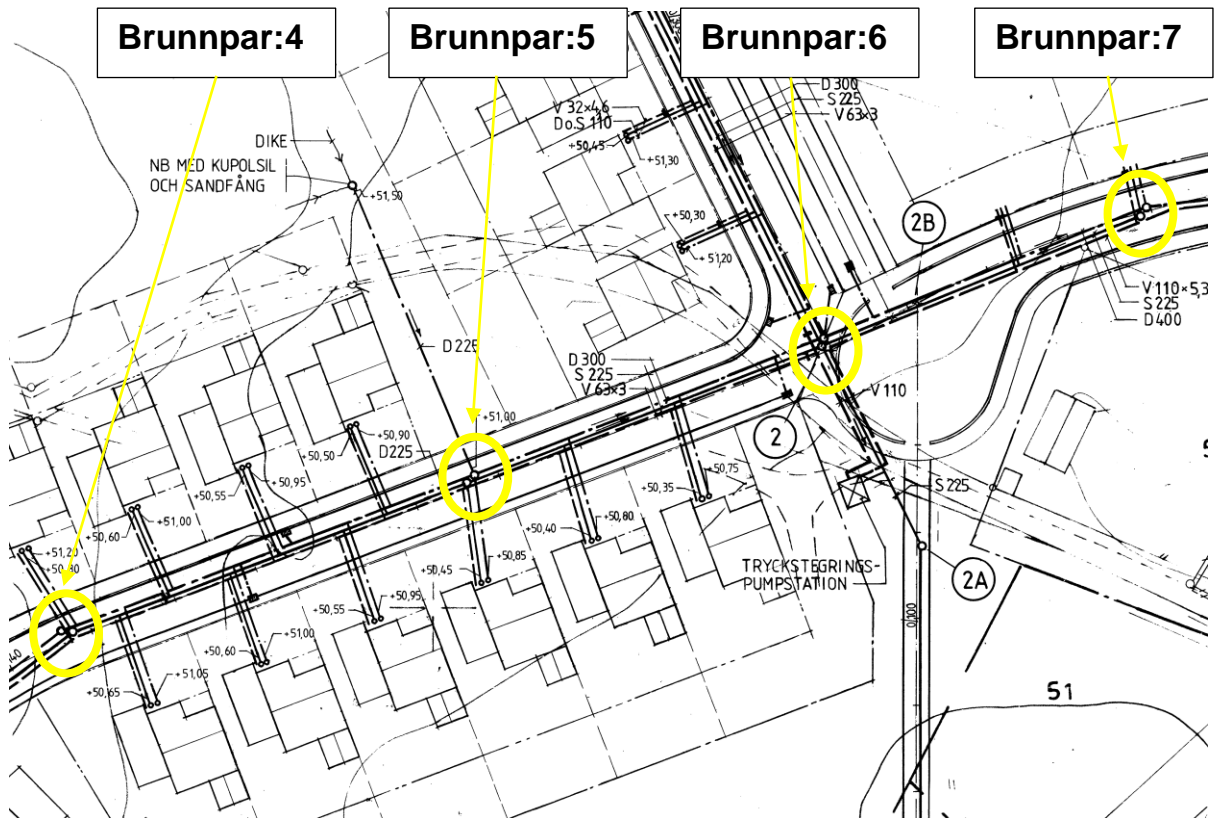 Brunnpar:4
Brunnpar:5
Brunnpar:6
Brunnpar:7
D 300
S 225
V 63×3
V 32×4,6
Do.S 110
+50,45
+51,30
DIKE
NB MED KUPOLSIL
OCH SANDFÅNG
+51,50
+50,30
+51,20
2B
V 110×5,3
S 225
D 400
D 225
D 300
S 225
V 63×3
V 110
2
+51,00
+50,90
+50,50
D225
+50,55
+50,95
+50,75
+50,35
S 225
+51,00
+50,60
+50,40
+50,80
+51,20
+50,80
+50,45
+50,85
TRYCKSTEGRINGS-
PUMPSTATION
2A
+50,55
+50,95
0,000
+50,60
+51,00
+50,65
+51,05
51